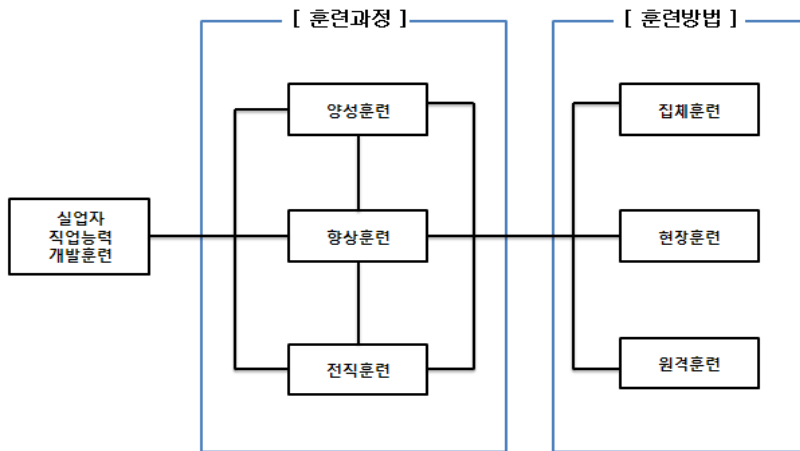 [ 훈련과정 ]
[ 훈련방법 ]
양성훈련
집체훈련
실업자
직업능력
개발훈련
향상훈련
현장훈련
전직훈련
원격훈련